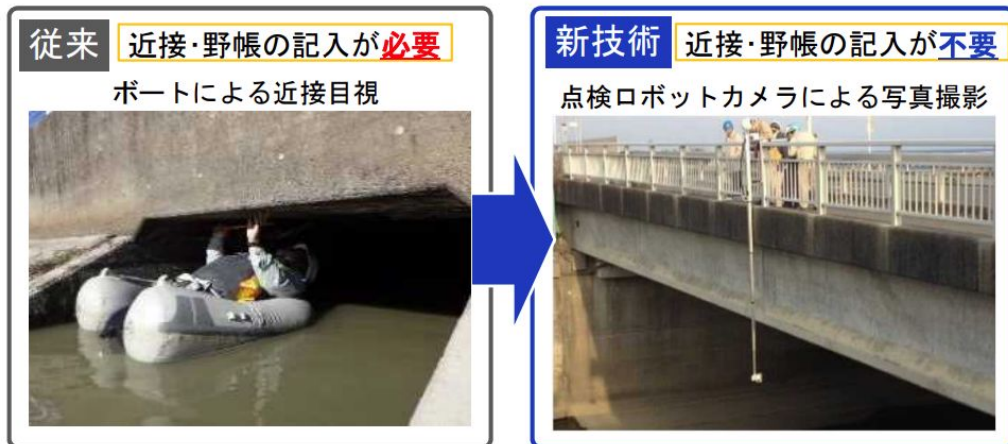 従来
近接･野帳の記入が必要
ボートによる近接目視
新技術
近接･野帳の記入が不要
点検ロボットカメラによる写真撮影